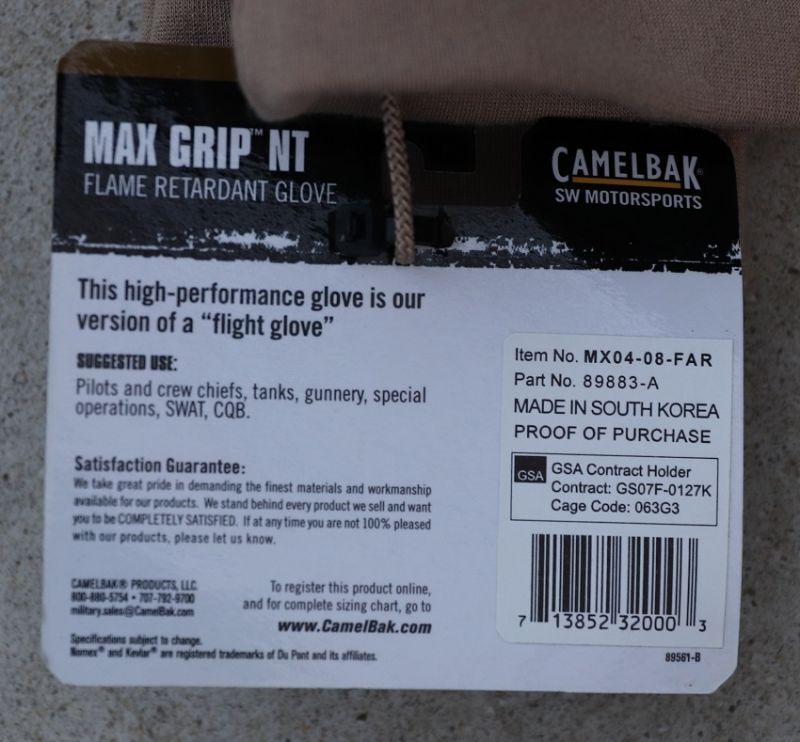 MAX GRIP™ NT
FLAME RETARDANT GLOVE
CAMELBAK®
SW MOTORSPORTS
This high-performance glove is our
version of a “flight glove”
SUGGESTED USE:
Pilots and crew chiefs, tanks, gunnery, special
operations, SWAT, CQB.
Satisfaction Guarantee:
We take great pride in demanding the finest materials and workmanship
available for our products. We stand behind every product we sell and want
you to be COMPLETELY SATISFIED. If at any time you are not 100% pleased
with our products, please let us know.
CAMELBAK® PRODUCTS, LLC
800-880-5754 • 707-792-9700
military.sales@CamelBak.com
To register this product online,
and for complete sizing chart, go to
www.CamelBak.com
Specifications subject to change.
Nomex® and Kevlar® are registered trademarks of Du Pont and its affiliates.
89561-B
Item No. MX04-08-FAR
Part No. 89883-A
MADE IN SOUTH KOREA
PROOF OF PURCHASE
GSA
GSA Contract Holder
Contract: GS07F-0127K
Cage Code: 063G3
7 13852 32000 3